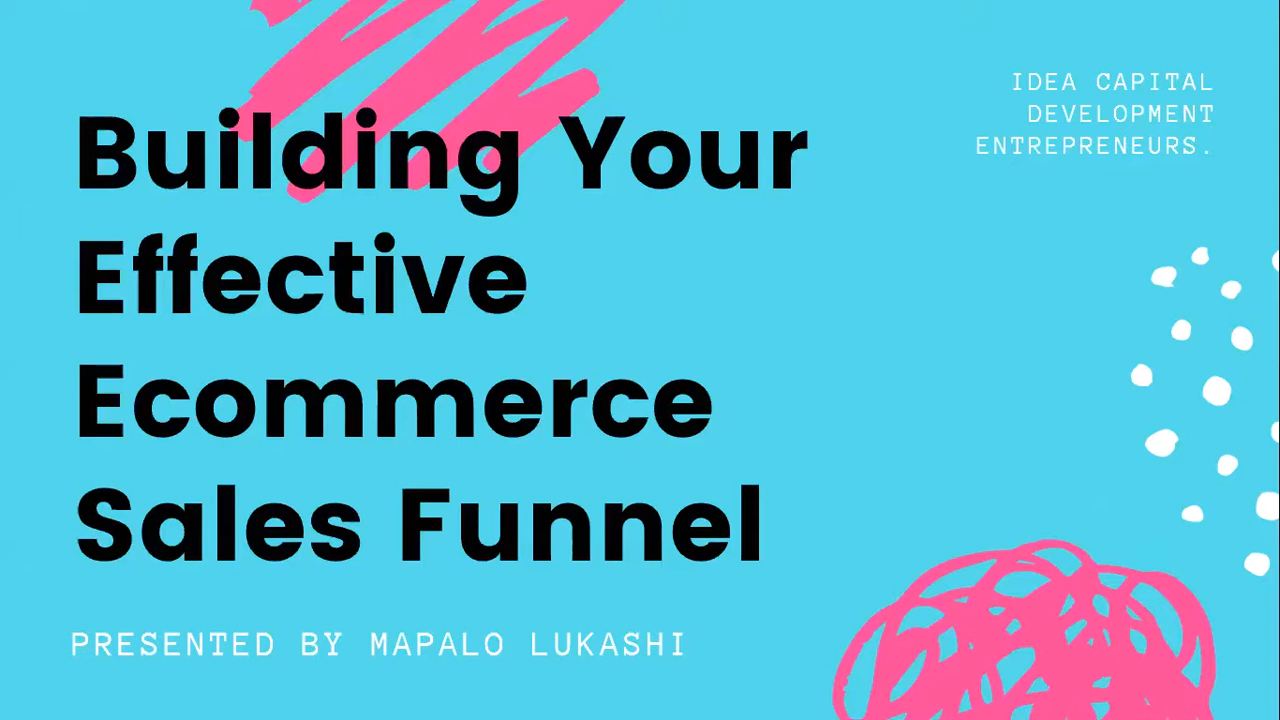 Building Your
Effective
Ecommerce
Sales Funnel
IDEA CAPITAL
DEVELOPMENT
ENTREPRENEURS.
PRESENTED BY MAPALO LUKASHI